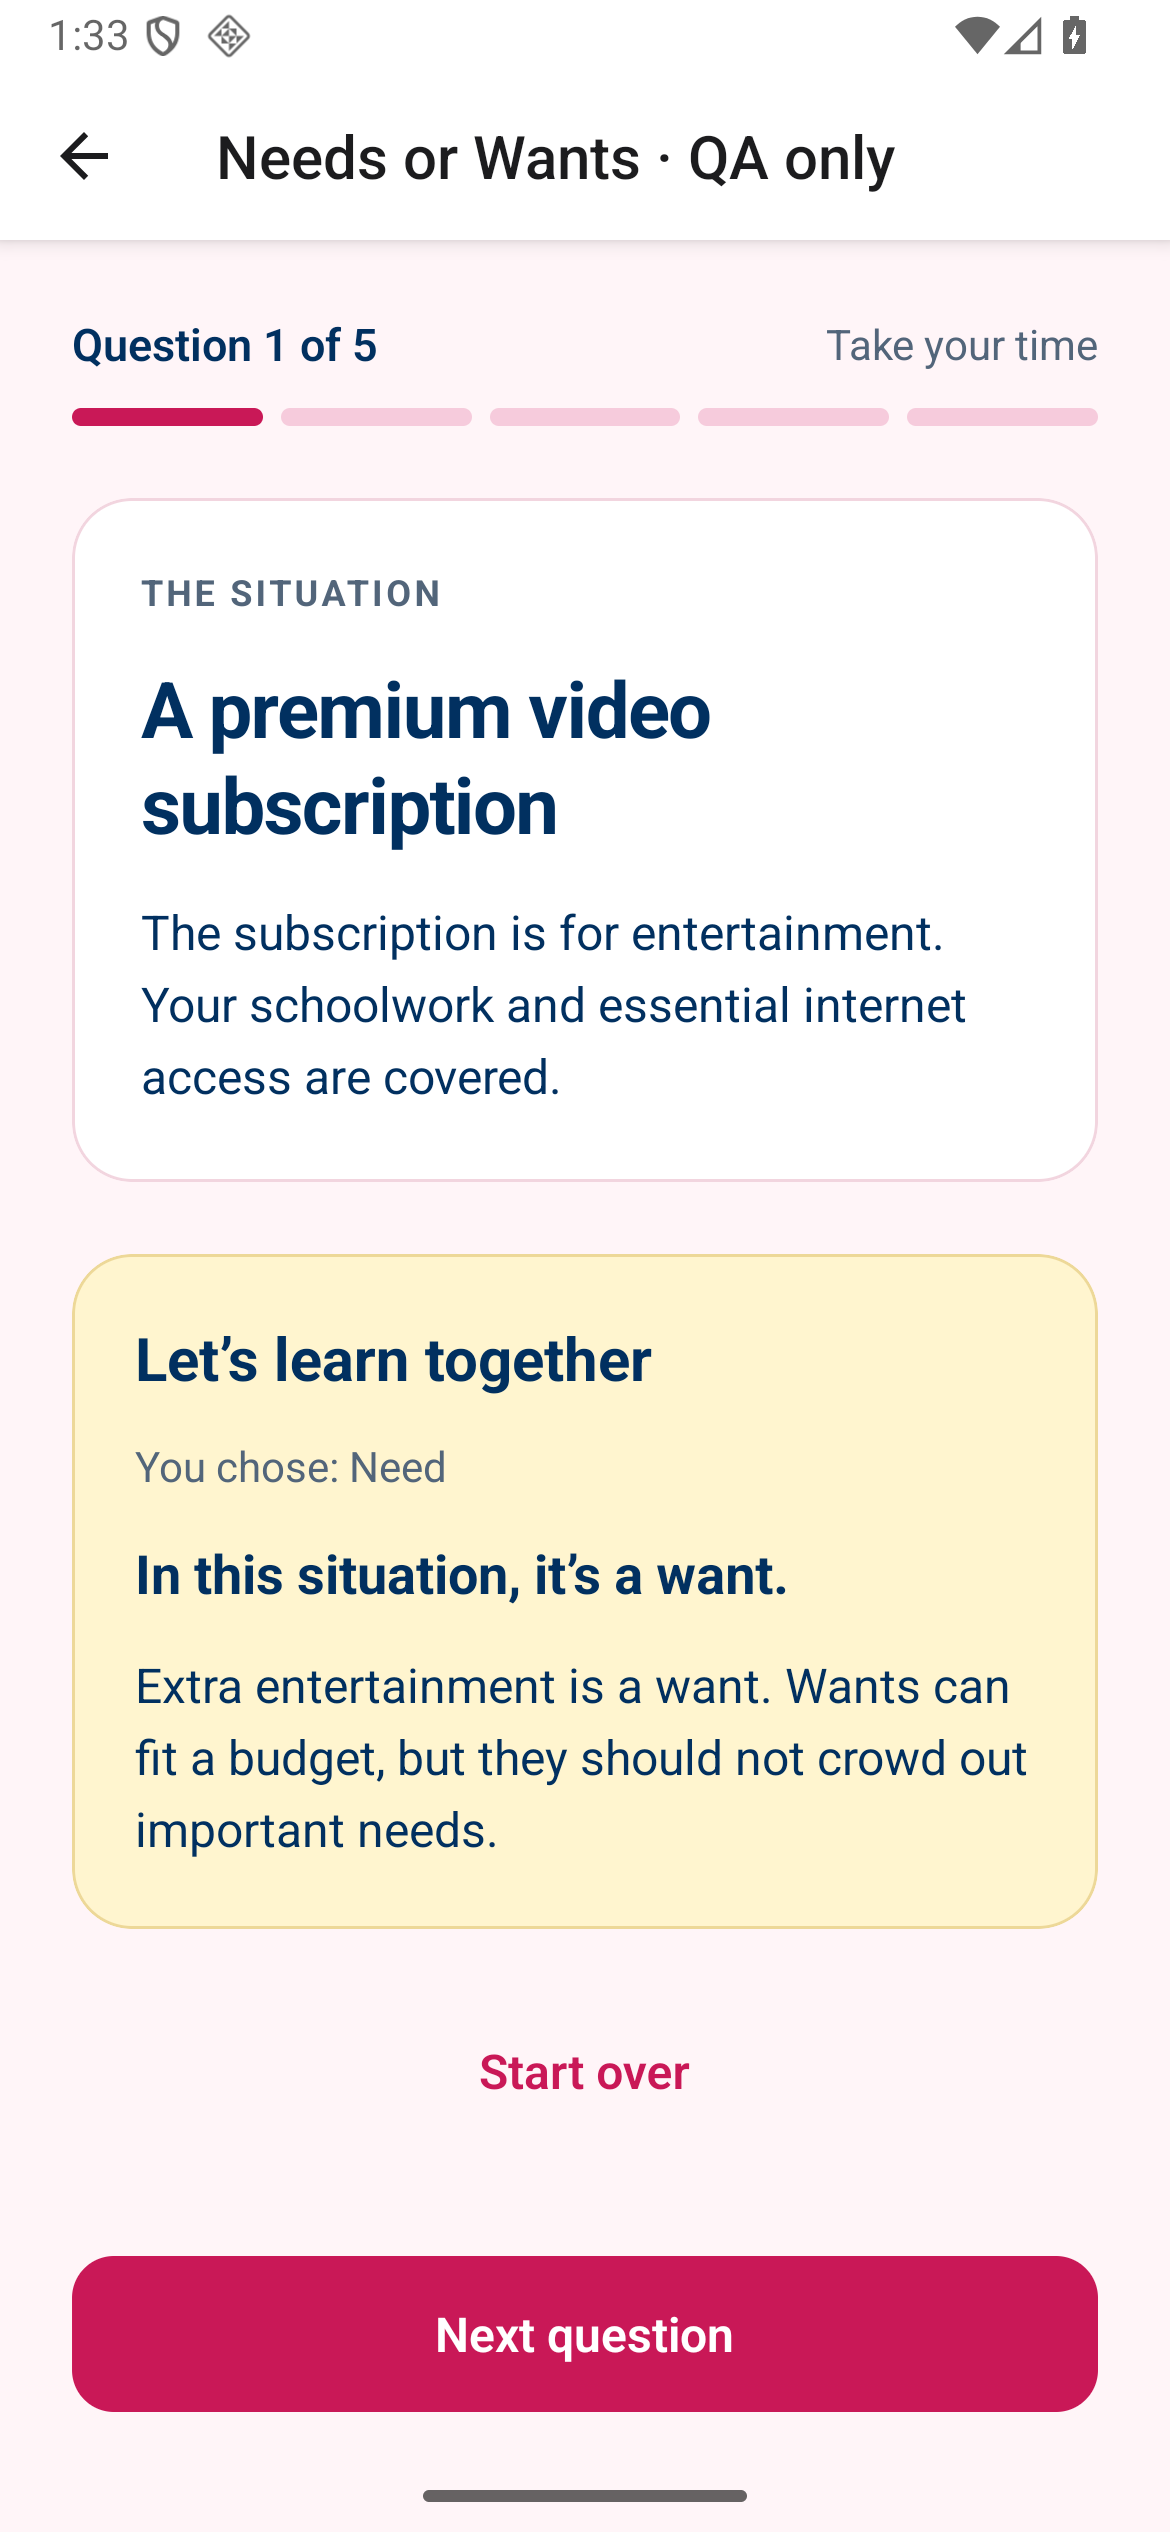 1:33
Needs or Wants · QA only
Question 1 of 5
Take your time
THE SITUATION
A premium video
subscription
The subscription is for entertainment.
Your schoolwork and essential internet
access are covered.
Let’s learn together
You chose: Need
In this situation, it’s a want.
Extra entertainment is a want. Wants can
fit a budget, but they should not crowd out
important needs.
Start over
Next question